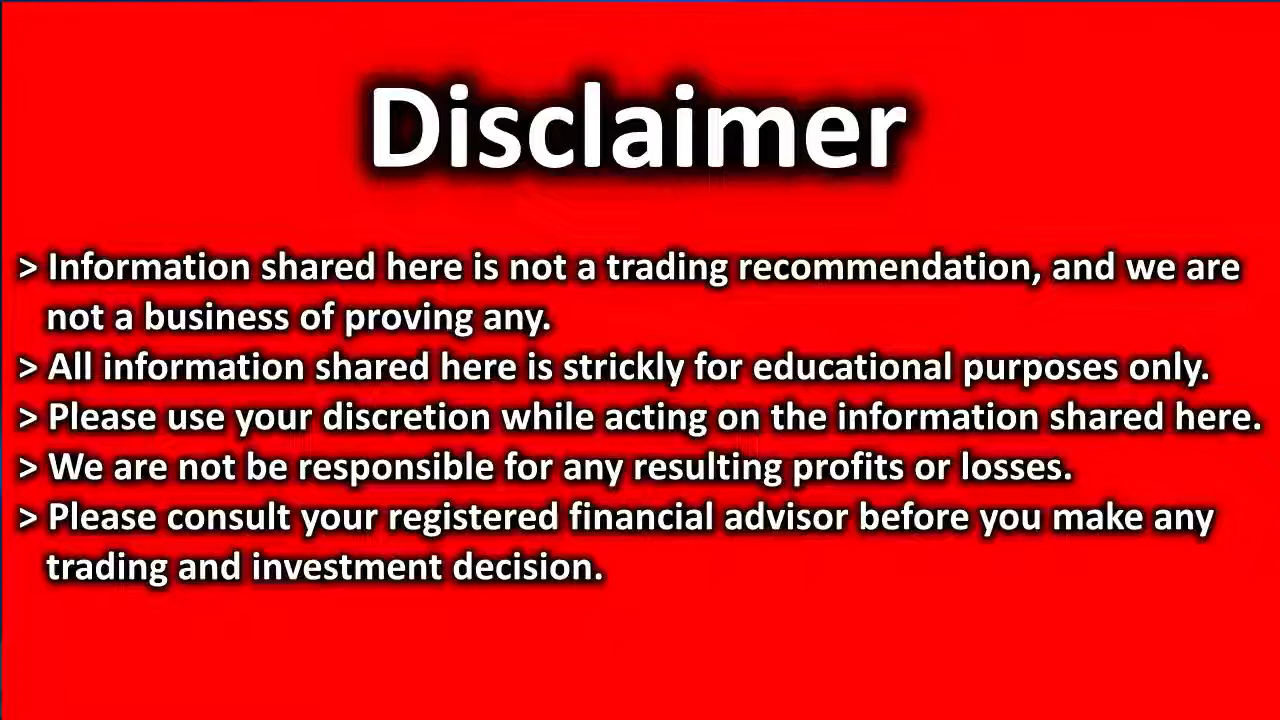 Disclaimer
> Information shared here is not a trading recommendation, and we are
not a business of proving any.
> All information shared here is strickly for educational purposes only.
> Please use your discretion while acting on the information shared here.
> We are not be responsible for any resulting profits or losses.
> Please consult your registered financial advisor before you make any
trading and investment decision.